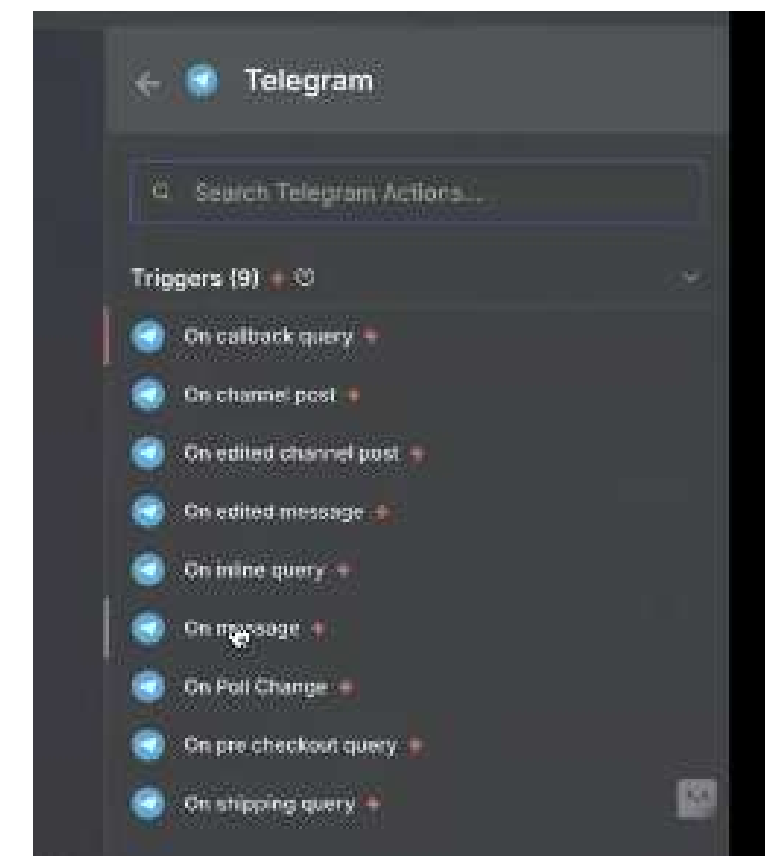 Telegram
Search Telegram Actions...
Triggers (9)
On callback query
On channel post
On edited channel post
On edited message
On inline query
On message
On Poll Change
On pre checkout query
On shipping query